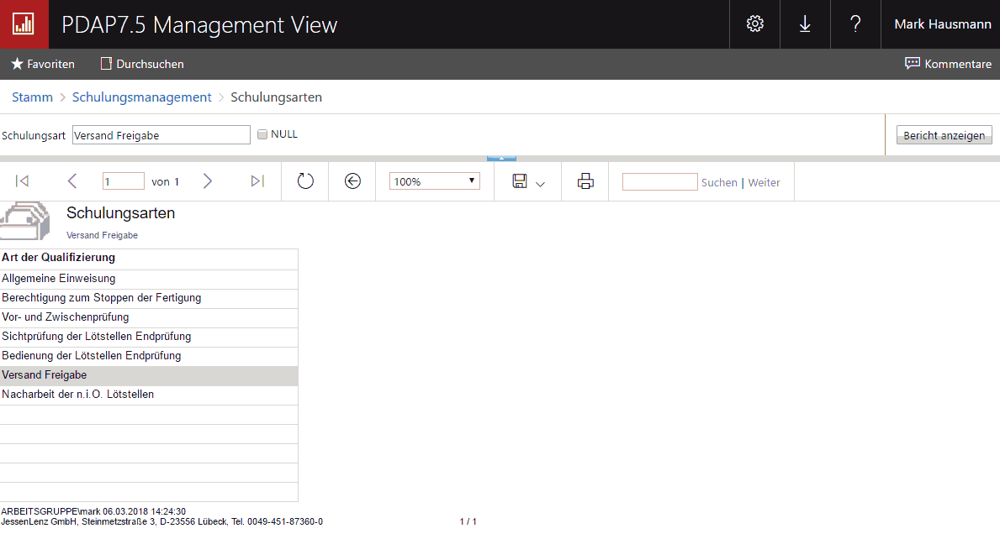 PDAP7.5 Management View
? Mark Hausmann
Favoriten Durchsuchen Kommentare
Stamm > Schulungsmanagement > Schulungsarten
Schulungsart Versand Freigabe NULL Bericht anzeigen
1 von 1 100% Suchen | Weiter
Schulungsarten
Versand Freigabe
Art der Qualifizierung
Allgemeine Einweisung
Berechtigung zum Stoppen der Fertigung
Vor- und Zwischenprüfung
Sichtprüfung der Lötstellen Endprüfung
Bedienung der Lötstellen Endprüfung
Versand Freigabe
Nacharbeit der n.i.O. Lötstellen
ARBEITSGRUPPE\mark 06.03.2018 14:24:30
JessenLenz GmbH, Steinmetzstraße 3, D-23556 Lübeck, Tel. 0049-451-87360-0 1 / 1